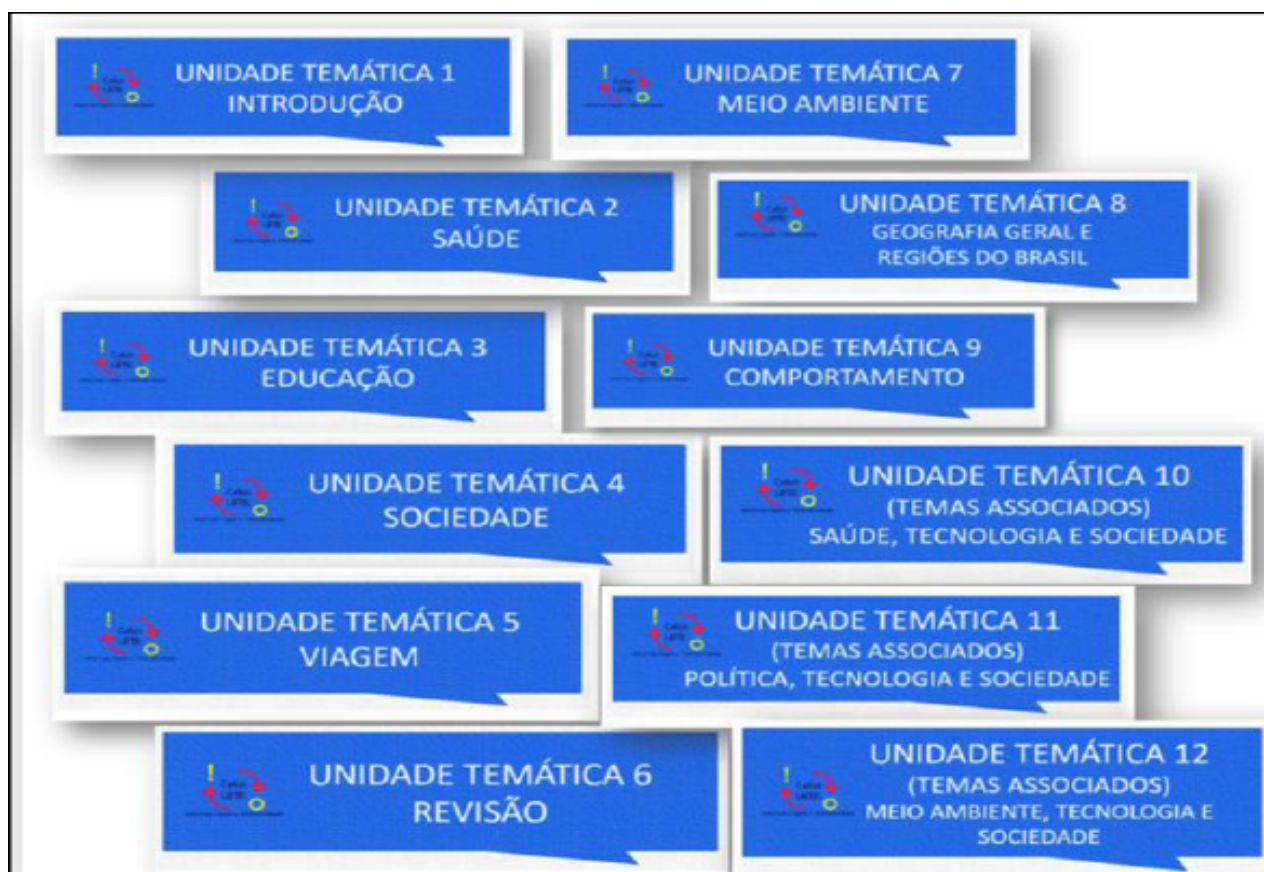 UNIDADE TEMÁTICA 1
INTRODUÇÃO
UNIDADE TEMÁTICA 2
SAÚDE
UNIDADE TEMÁTICA 3
EDUCAÇÃO
UNIDADE TEMÁTICA 4
SOCIEDADE
UNIDADE TEMÁTICA 5
VIAGEM
UNIDADE TEMÁTICA 6
REVISÃO
UNIDADE TEMÁTICA 7
MEIO AMBIENTE
UNIDADE TEMÁTICA 8
GEOGRAFIA GERAL E
REGIÕES DO BRASIL
UNIDADE TEMÁTICA 9
COMPORTAMENTO
UNIDADE TEMÁTICA 10
(TEMAS ASSOCIADOS)
SAÚDE, TECNOLOGIA E SOCIEDADE
UNIDADE TEMÁTICA 11
(TEMAS ASSOCIADOS)
POLÍTICA, TECNOLOGIA E SOCIEDADE
UNIDADE TEMÁTICA 12
(TEMAS ASSOCIADOS)
MEIO AMBIENTE, TECNOLOGIA E
SOCIEDADE